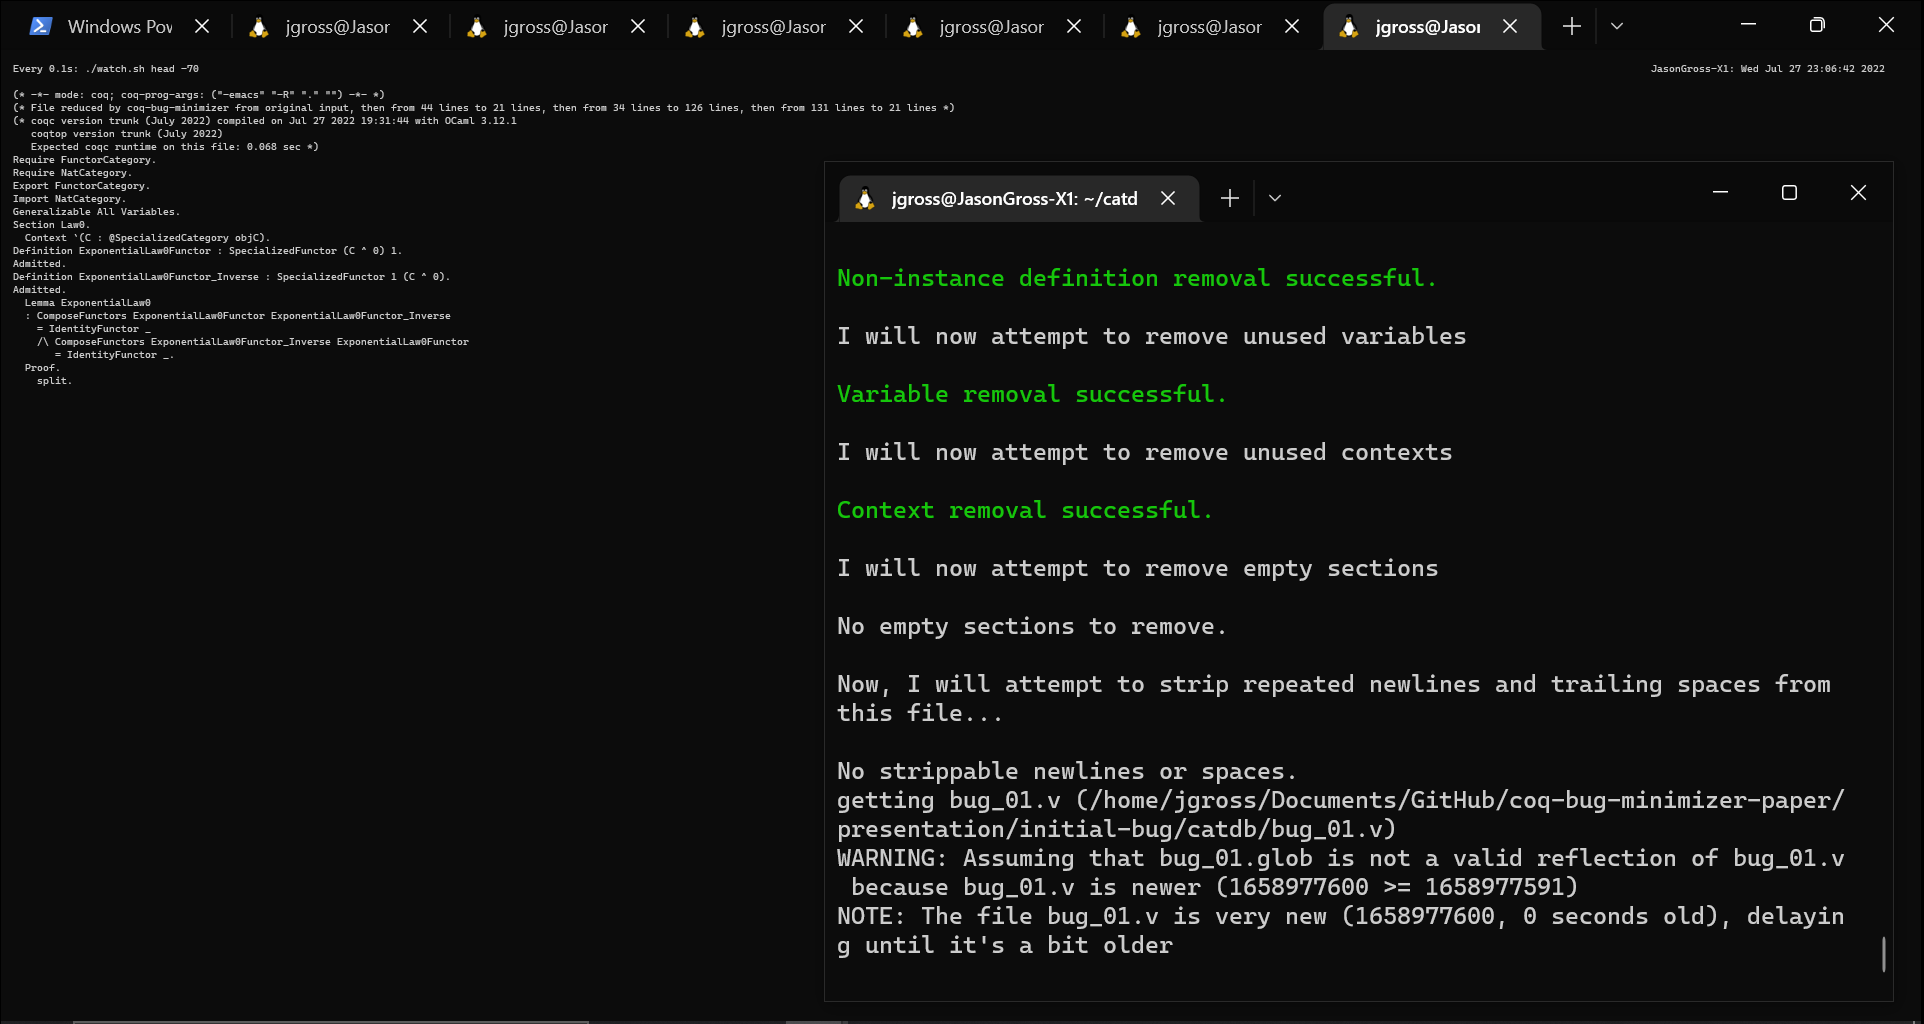 Windows Pow
jgross@Jason
jgross@Jason
jgross@Jason
jgross@Jason
jgross@Jason
jgross@Jason
Every 0.1s: ./watch.sh head -70
JasonGross-X1: Wed Jul 27 23:06:42 2022
(* -*- mode: coq; coq-prog-args: ("-emacs" "-R" "." "") -*- *)
(* File reduced by coq-bug-minimizer from original input, then from 44 lines to 21 lines, then from 34 lines to 126 lines, then from 131 lines to 21 lines *)
(* coqc version trunk (July 2022) compiled on Jul 27 2022 19:31:44 with OCaml 3.12.1
coqtop version trunk (July 2022)
Expected coqc runtime on this file: 0.068 sec *)
Require FunctorCategory.
Require NatCategory.
Export FunctorCategory.
Import NatCategory.
Generalizable All Variables.
Section Law0.
Context `(C : @SpecializedCategory objC).
Definition ExponentialLaw0Functor : SpecializedFunctor (C ^ 0) 1.
Admitted.
Definition ExponentialLaw0Functor_Inverse : SpecializedFunctor 1 (C ^ 0).
Admitted.
Lemma ExponentialLaw0
: ComposeFunctors ExponentialLaw0Functor ExponentialLaw0Functor_Inverse
= IdentityFunctor _
/\ ComposeFunctors ExponentialLaw0Functor_Inverse ExponentialLaw0Functor
= IdentityFunctor _.
Proof.
split.
jgross@JasonGross-X1: ~/catd
Non-instance definition removal successful.
I will now attempt to remove unused variables
Variable removal successful.
I will now attempt to remove unused contexts
Context removal successful.
I will now attempt to remove empty sections
No empty sections to remove.
Now, I will attempt to strip repeated newlines and trailing spaces from
this file...
No strippable newlines or spaces.
getting bug_01.v (/home/jgross/Documents/GitHub/coq-bug-minimizer-paper/
presentation/initial-bug/catdb/bug_01.v)
WARNING: Assuming that bug_01.glob is not a valid reflection of bug_01.v
because bug_01.v is newer (1658977600 >= 1658977591)
NOTE: The file bug_01.v is very new (1658977600, 0 seconds old), delayin
g until it's a bit older